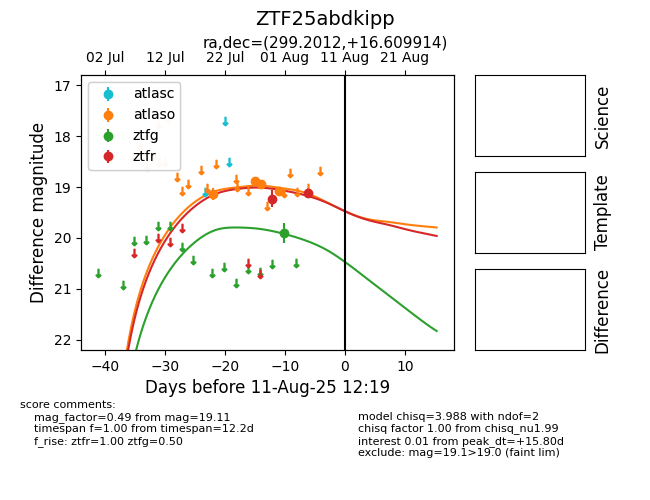 ZTF25abdkipp
ra,dec=(299.2012,+16.609914)
02 Jul 12 Jul 22 Jul 01 Aug 11 Aug 21 Aug
17
18
19
20
21
22
Difference magnitude
atlasc
atlaso
ztfg
ztfr
−40 −30 −20 −10 0 10
Days before 11-Aug-25 12:19
Science
Template
Difference
score comments:
mag_factor=0.49 from mag=19.11
timespan f=1.00 from timespan=12.2d
f_rise: ztfr=1.00 ztfg=0.50
model chisq=3.988 with ndof=2
chisq factor 1.00 from chisq_nu1.99
interest 0.01 from peak_dt=+15.80d
exclude: mag=19.1>19.0 (faint lim)